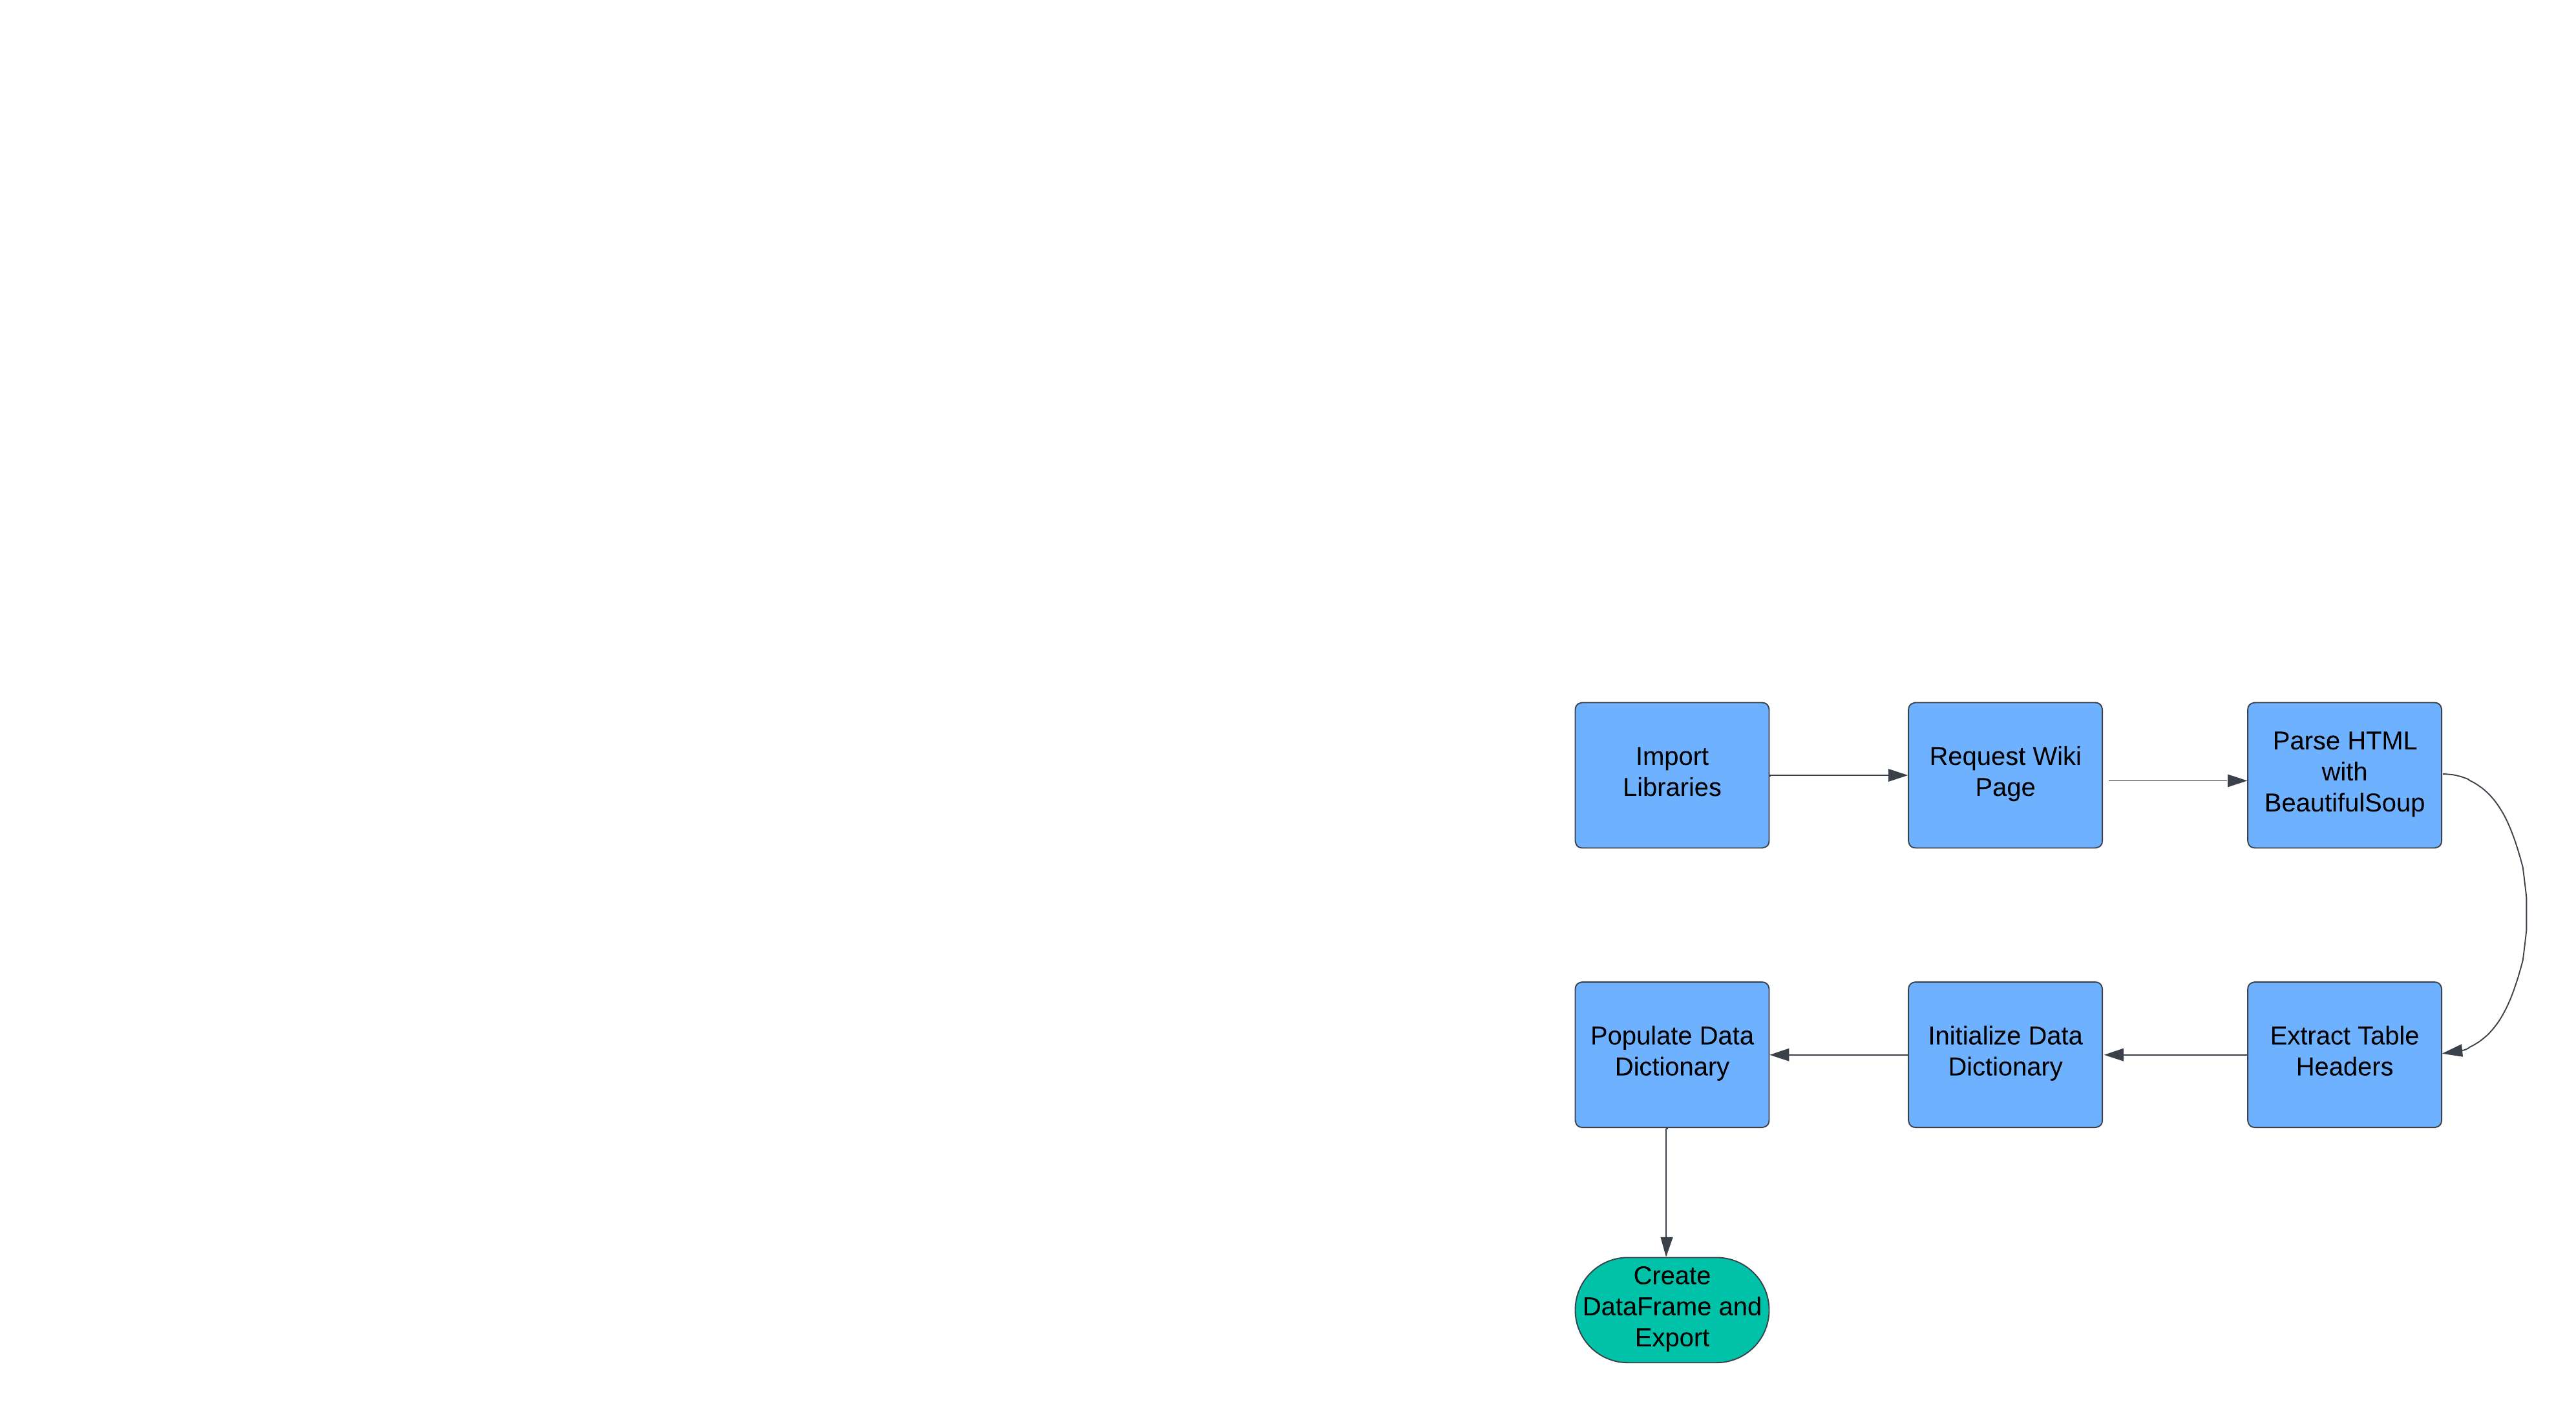 Import
Libraries
Request Wiki
Page
Parse HTML
with
BeautifulSoup
Extract Table
Headers
Initialize Data
Dictionary
Populate Data
Dictionary
Create
DataFrame and
Export